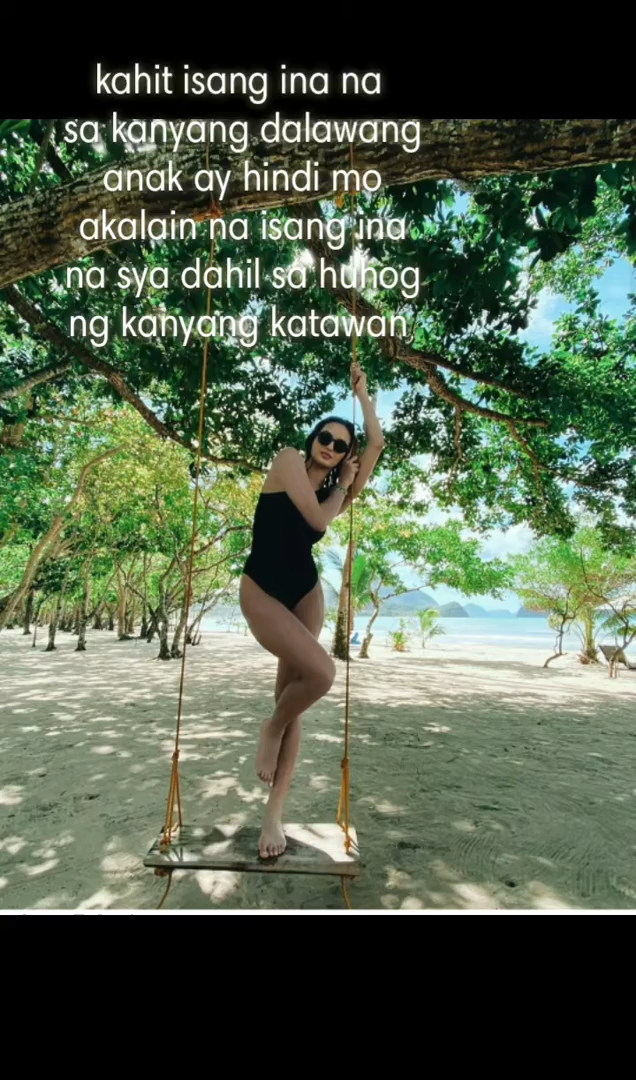 kahit isang ina na
sa kanyang dalawang
anak ay hindi mo
akalain na isang ina
na sya dahil sa huhog
ng kanyang katawan